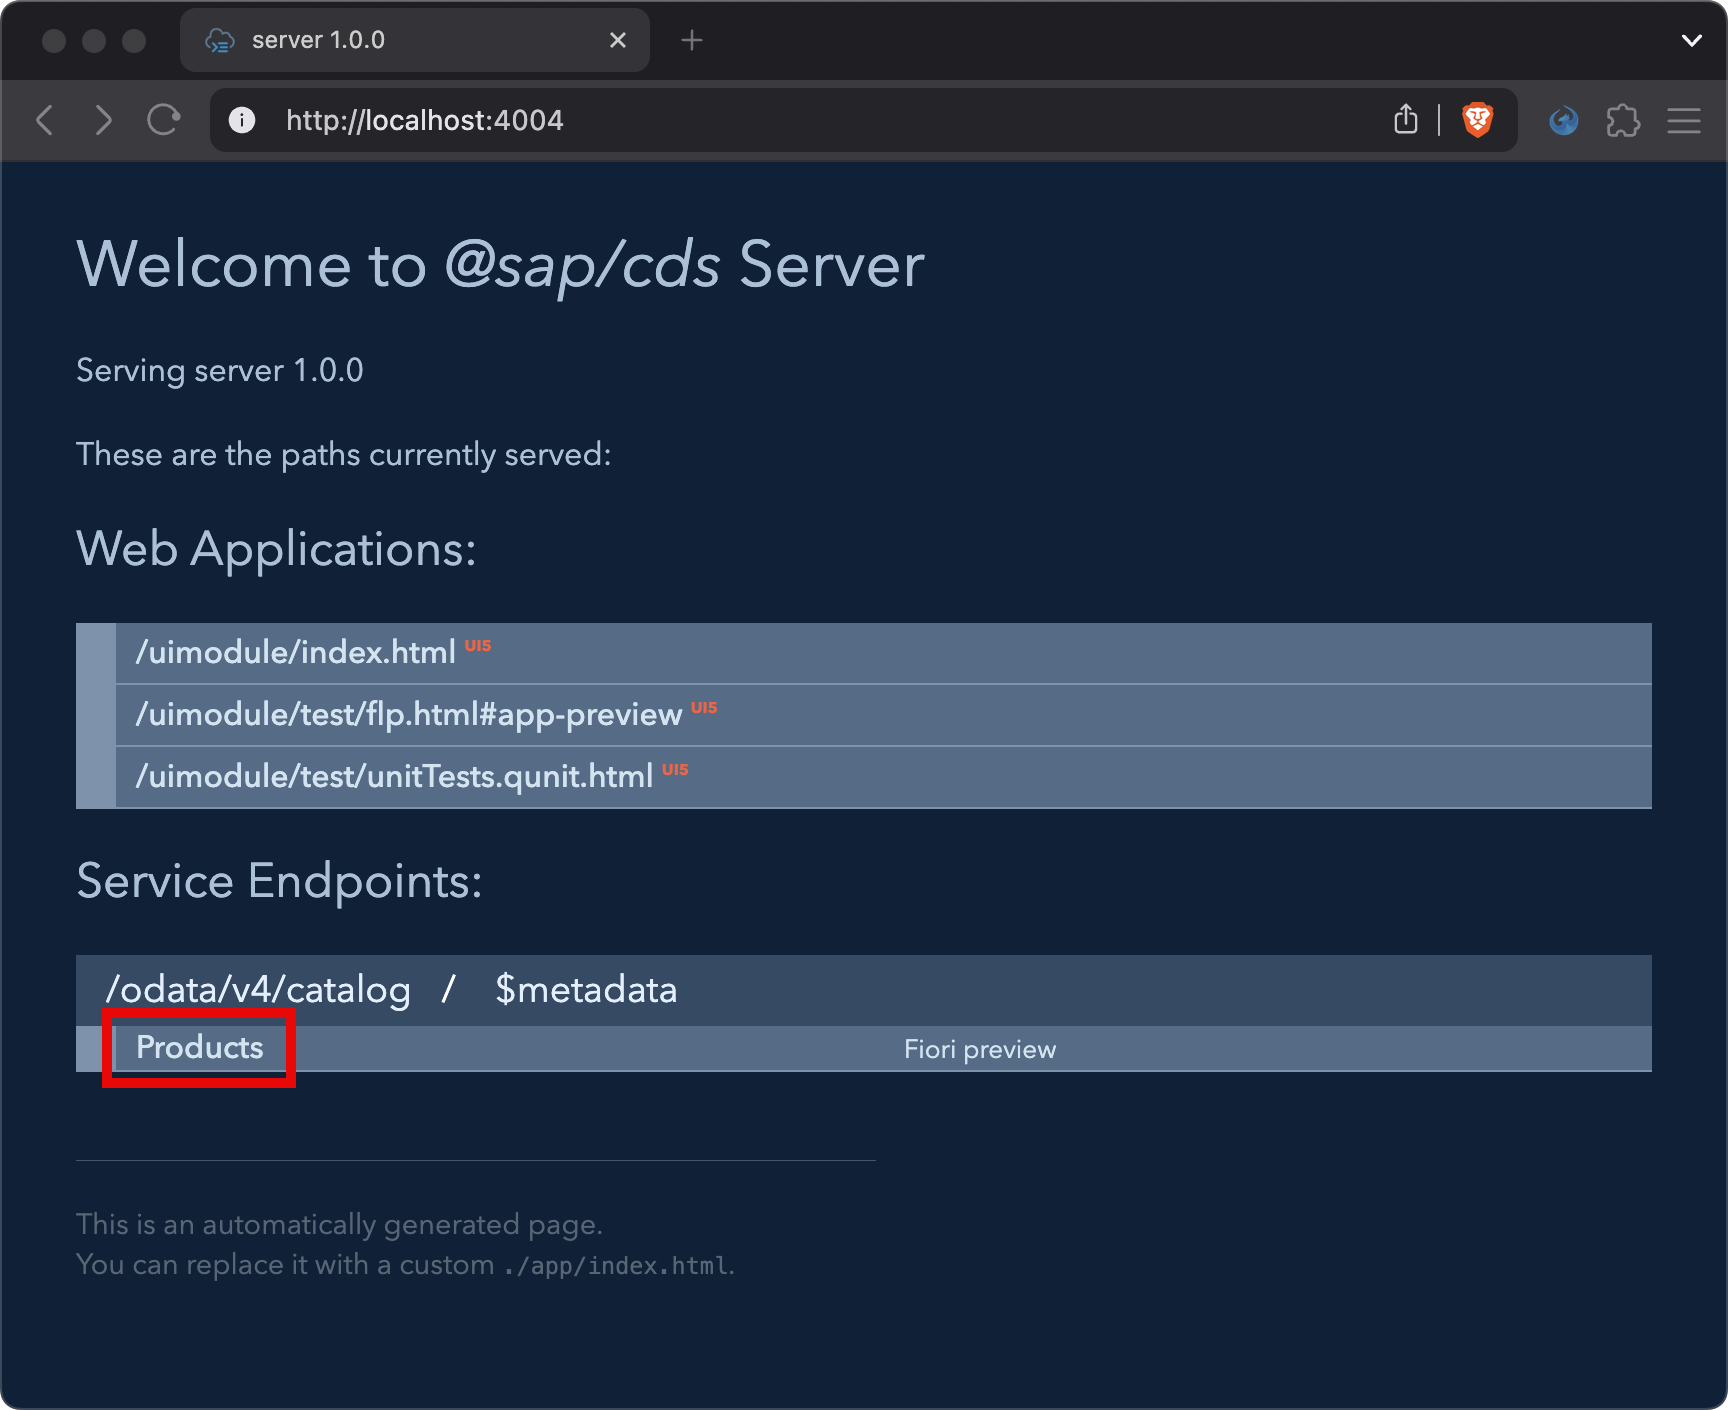 server 1.0.0
http://localhost:4004
Welcome to @sap/cds Server
Serving server 1.0.0
These are the paths currently served:
Web Applications:
/uimodule/index.html UI5
/uimodule/test/flp.html#app-preview UI5
/uimodule/test/unitTests.qunit.html UI5
Service Endpoints:
/odata/v4/catalog / $metadata
Products Fiori preview
This is an automatically generated page.
You can replace it with a custom ./app/index.html.